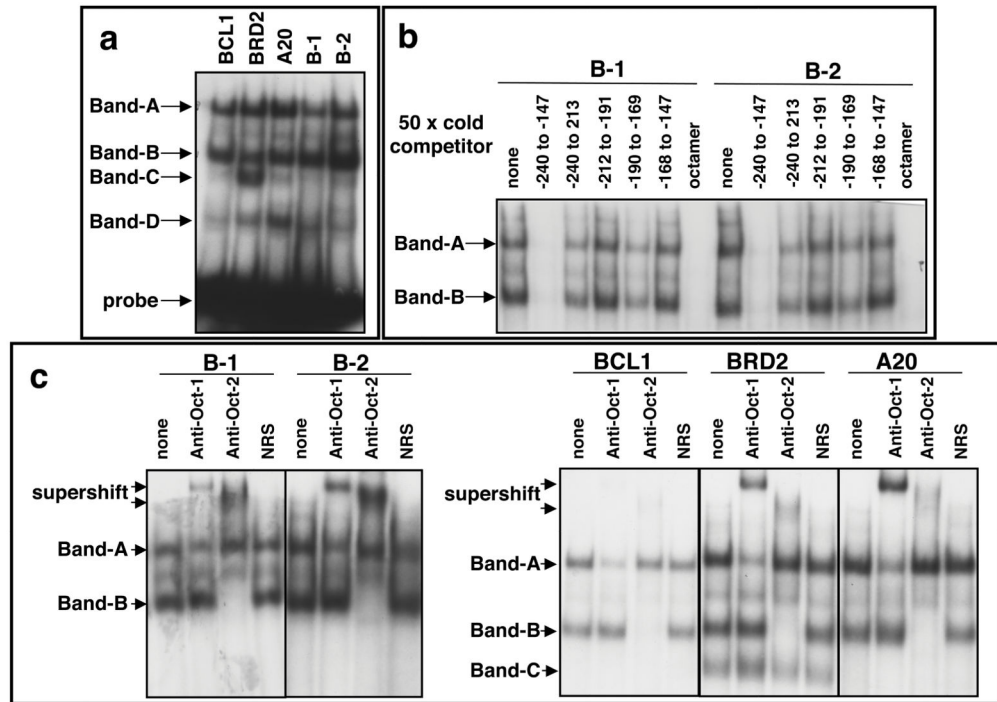 a
BCL1 BRD2 A20 B-1 B-2
Band-A
Band-B
Band-C
Band-D
probe
b
B-1 B-2
50 x cold
competitor
none -240 to -147 -240 to 213 -212 to -191 -190 to -169 -168 to -147 octamer none -240 to -147 -240 to 213 -212 to -191 -190 to -169 -168 to -147 octamer
Band-A
Band-B
c
B-1 B-2
none Anti-Oct-1 Anti-Oct-2 NRS none Anti-Oct-1 Anti-Oct-2 NRS
supershift
Band-A
Band-B
BCL1 BRD2 A20
none Anti-Oct-1 Anti-Oct-2 NRS none Anti-Oct-1 Anti-Oct-2 NRS none Anti-Oct-1 Anti-Oct-2 NRS
supershift
Band-A
Band-B
Band-C